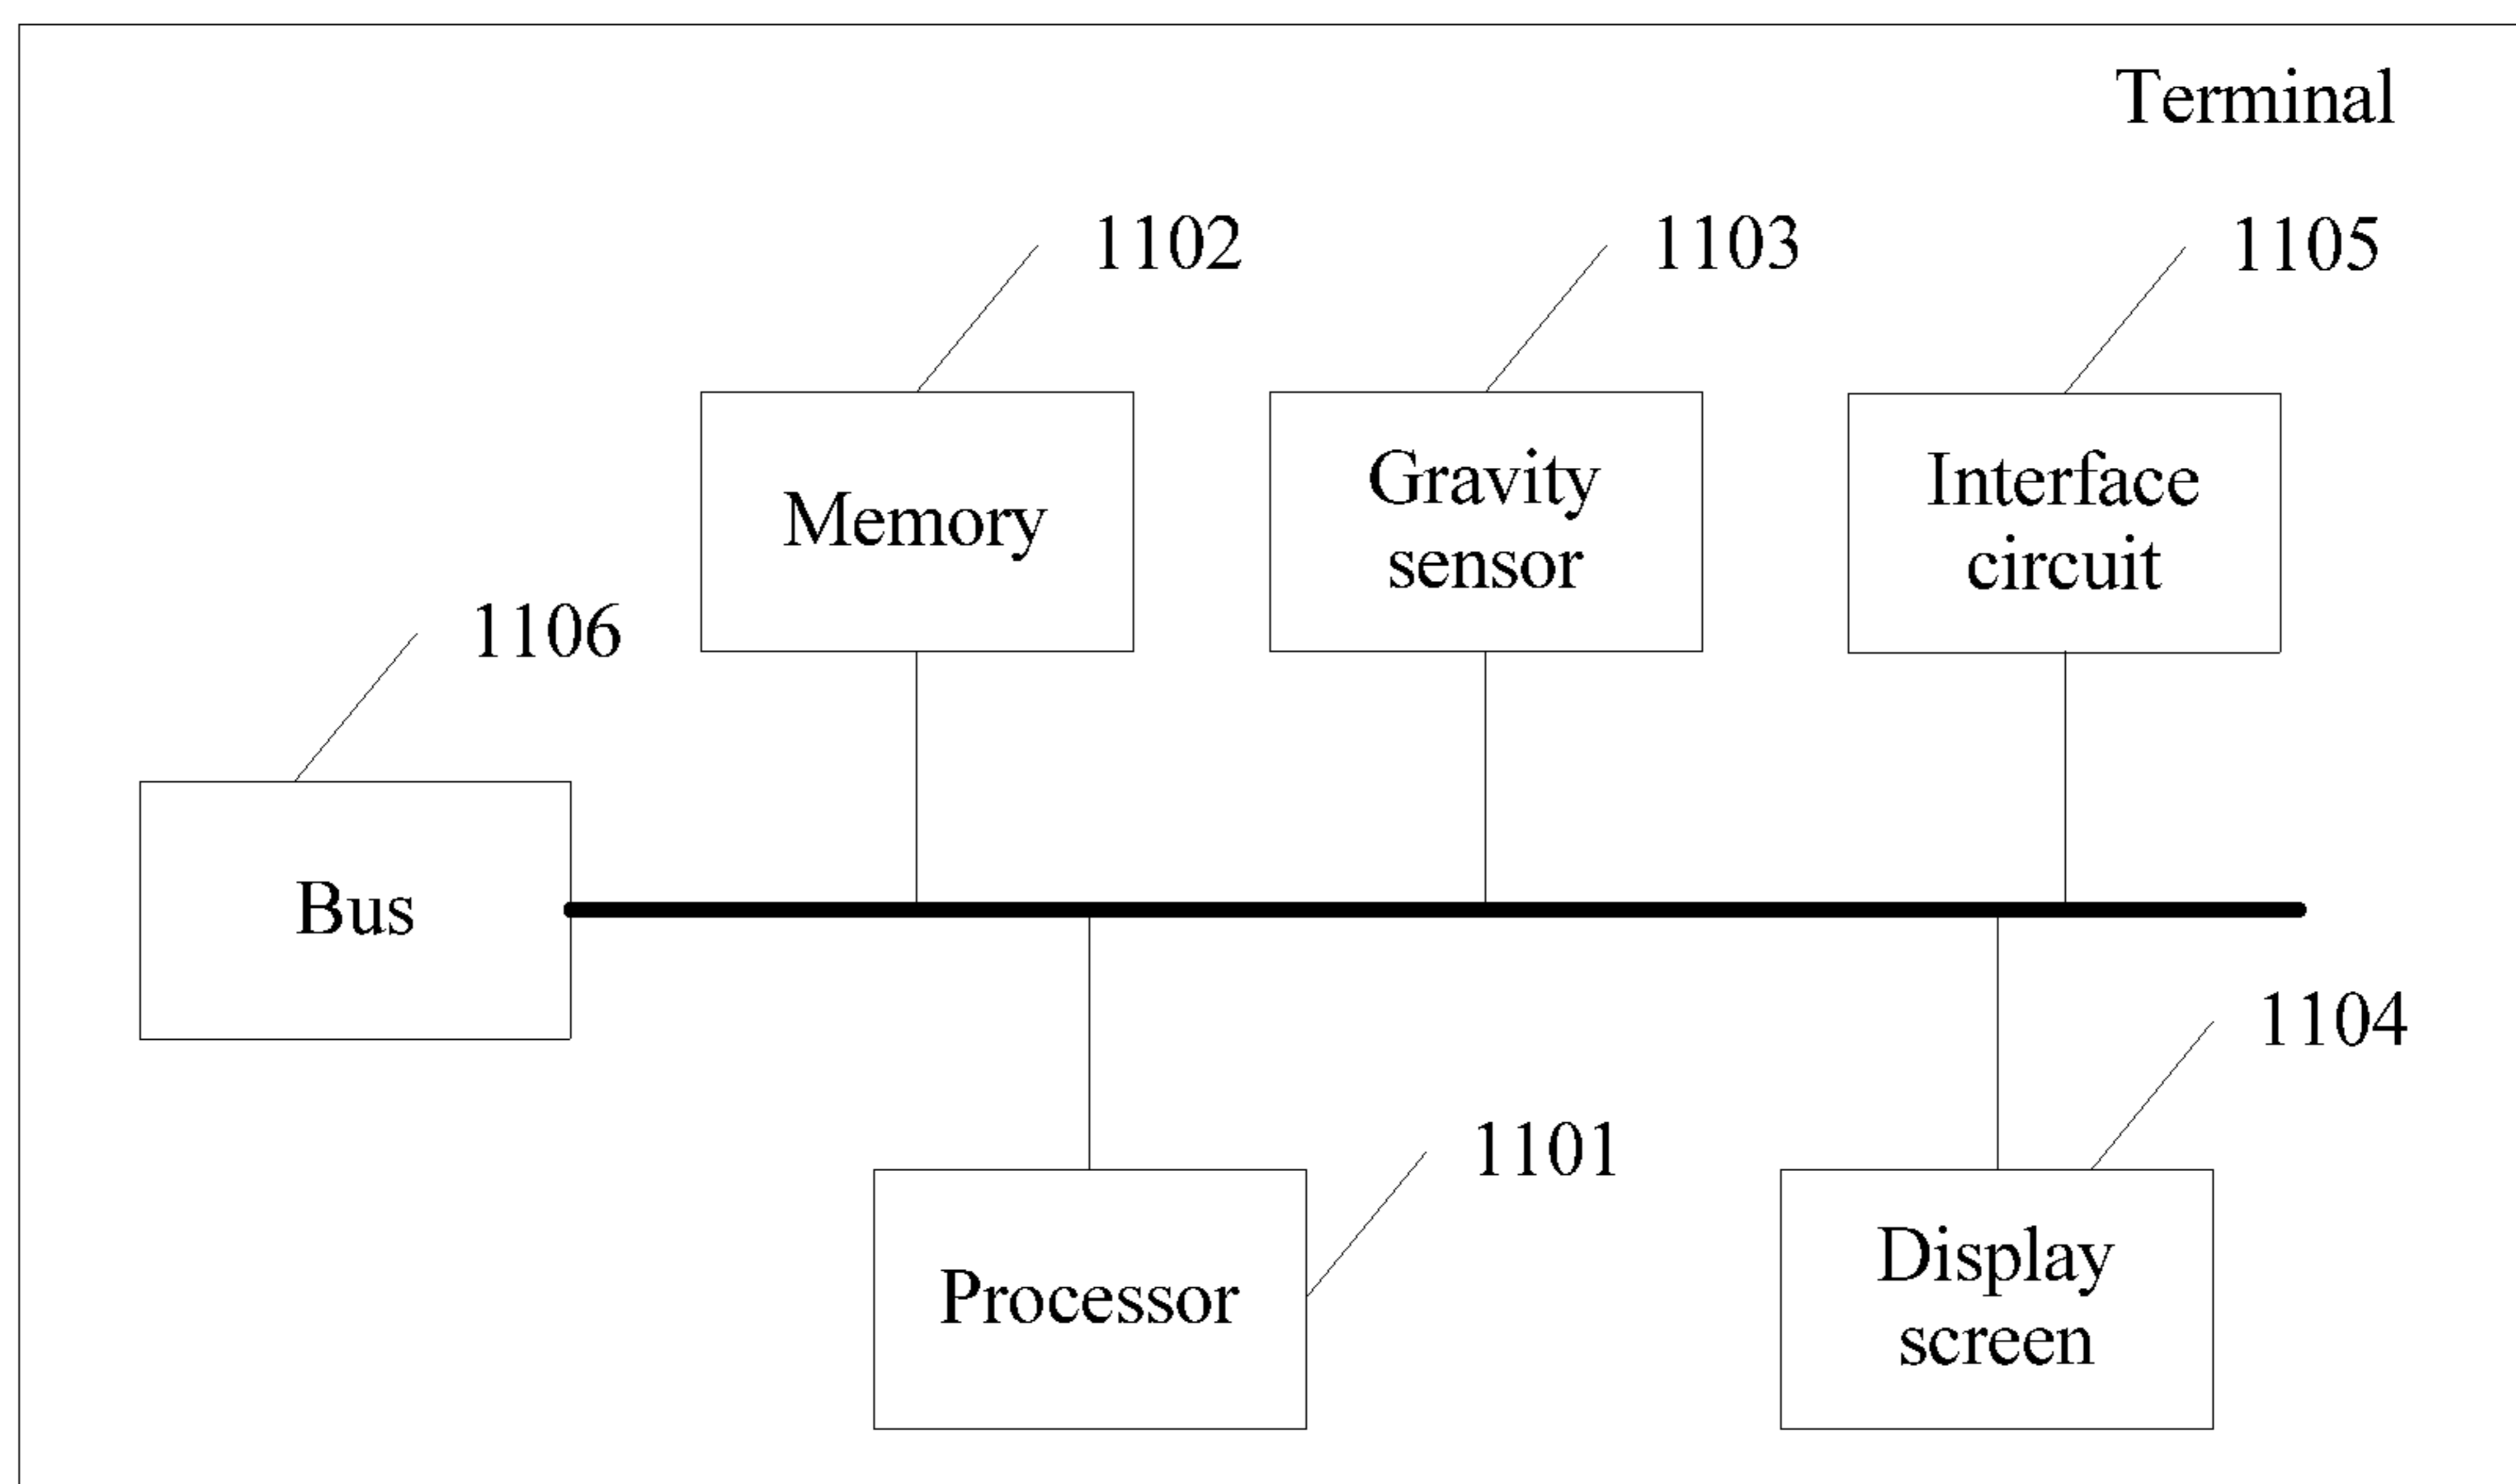 Terminal
1102
1103
1105
Memory
Gravity
sensor
Interface
circuit
1106
Bus
1104
1101
Processor
Display
screen